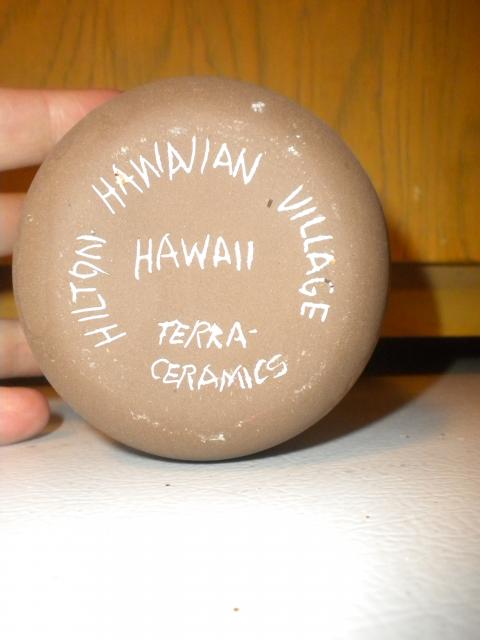 HILTON HAWAIIAN VILLAGE
HAWAII
TERRA-
CERAMICS